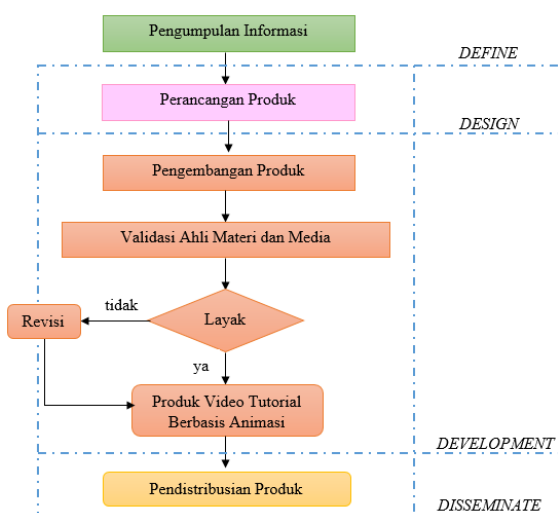 Pengumpulan Informasi
DEFINE
Perancangan Produk
DESIGN
Pengembangan Produk
Validasi Ahli Materi dan Media
tidak
Revisi
Layak
ya
Produk Video Tutorial
Berbasis Animasi
DEVELOPMENT
Pendistribusian Produk
DISSEMINATE